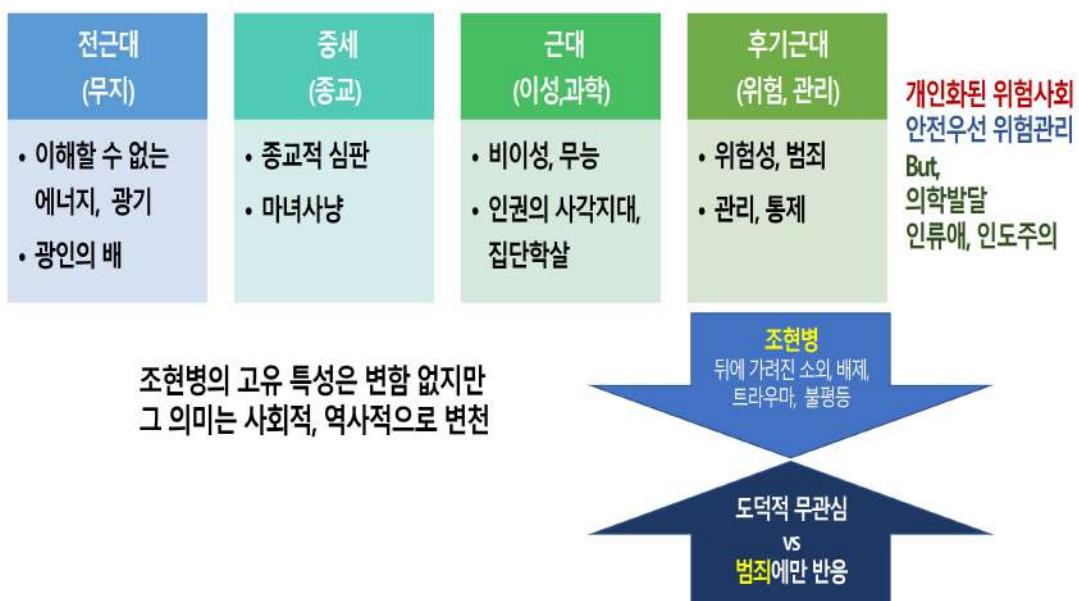 전근대
(무지)
• 이해할 수 없는
에너지, 광기
• 광인의 배
중세
(종교)
• 종교적 심판
• 마녀사냥
근대
(이성,과학)
• 비이성, 무능
• 인권의 사각지대,
집단학살
후기근대
(위험, 관리)
• 위험성, 범죄
• 관리, 통제
개인화된 위험사회
안전우선 위험관리
But,
의학발달
인류애, 인도주의
조현병의 고유 특성은 변함 없지만
그 의미는 사회적, 역사적으로 변천
조현병
뒤에 가려진 소외, 배제,
트라우마, 불평등
도덕적 무관심
vs
범죄에만 반응